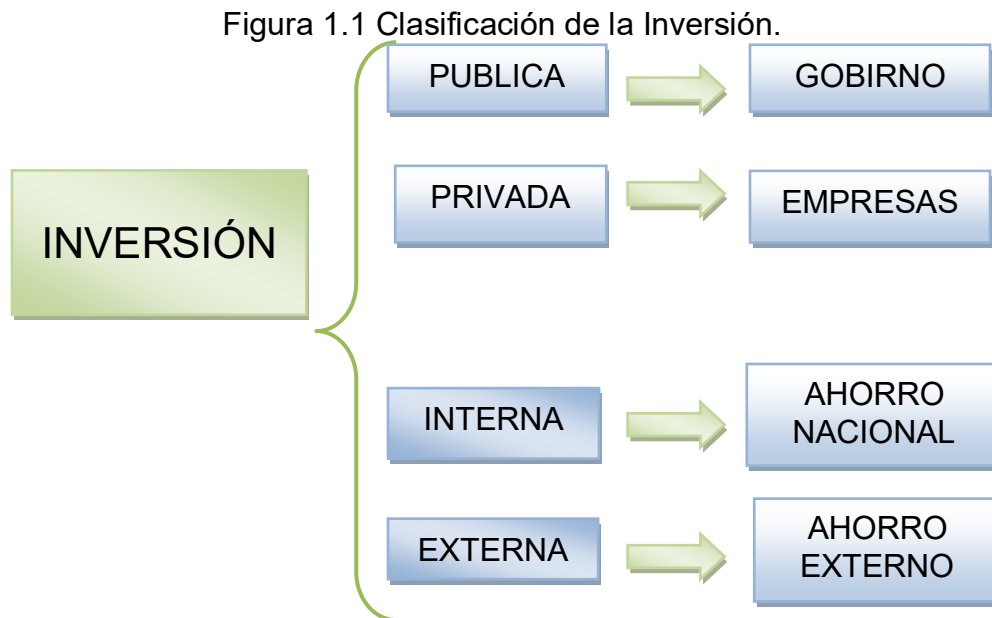 Figura 1.1 Clasificación de la Inversión.
PUBLICA
GOBIRNO
PRIVADA
EMPRESAS
INVERSIÓN
INTERNA
AHORRO
NACIONAL
EXTERNA
AHORRO
EXTERNO